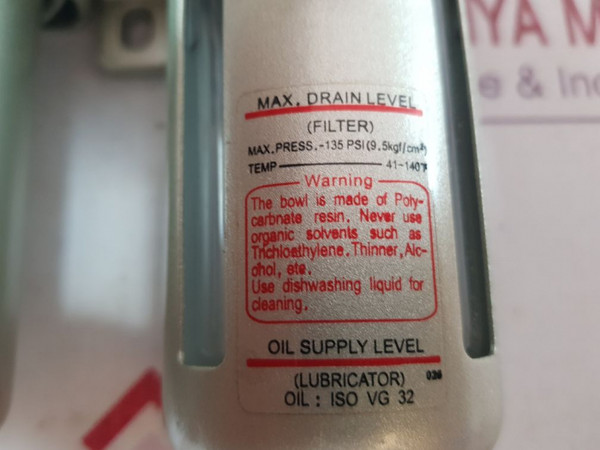 MAX. DRAIN LEVEL
(FILTER)
MAX.PRESS.-135 PSI(9.5kgf/cm²)
TEMP 41-140°F
Warning
The bowl is made of Poly-
carbnate resin. Never use
organic solvents such as
Trichloethylene.Thinner,Alc-
ohol, etc.
Use dishwashing liquid for
cleaning.
OIL SUPPLY LEVEL
(LUBRICATOR)
OIL : ISO VG 32
YA M
e & Ind